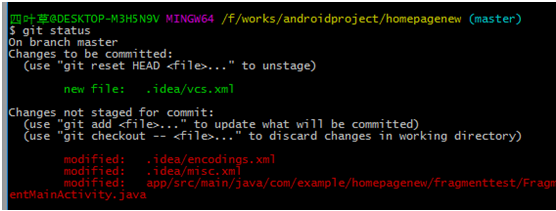 四叶草@DESKTOP-M3H5N9V MINGW64 /f/works/androidproject/homepagenew (master)
$ git status
On branch master
Changes to be committed:
  (use "git reset HEAD <file>..." to unstage)
        new file:   .idea/vcs.xml
Changes not staged for commit:
  (use "git add <file>..." to update what will be committed)
  (use "git checkout -- <file>..." to discard changes in working directory)
        modified:   .idea/encodings.xml
        modified:   .idea/misc.xml
        modified:   app/src/main/java/com/example/homepagenew/fragmenttest/Fragm
entMainActivity.java